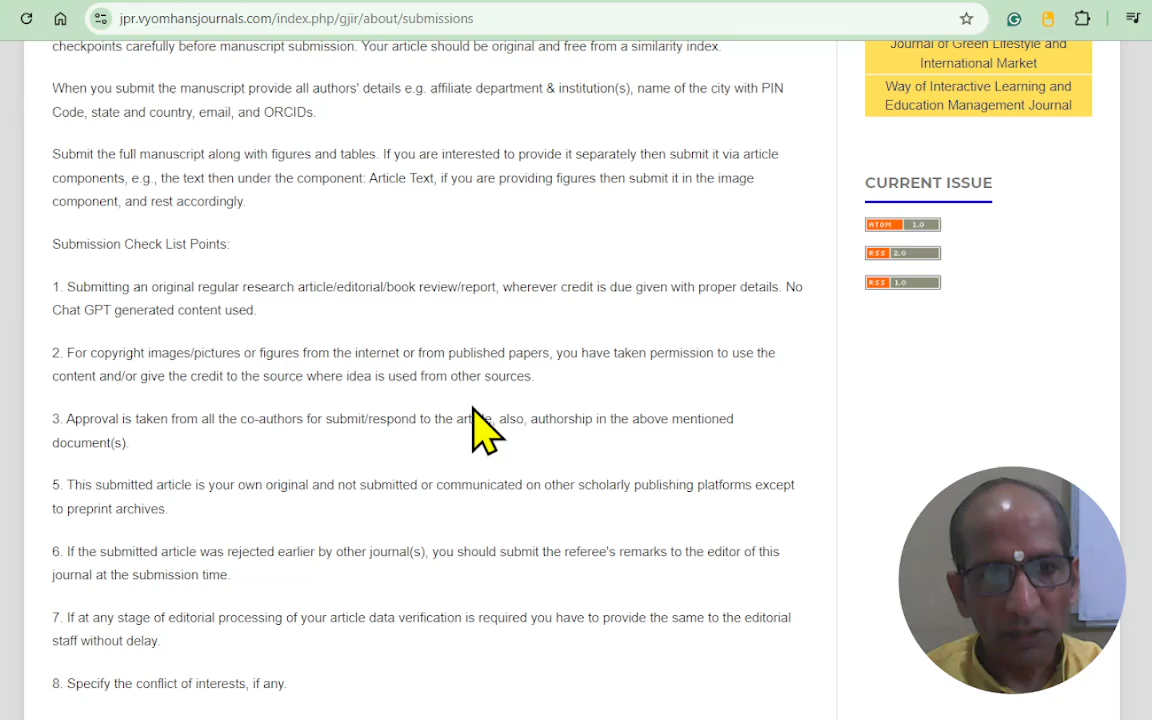 jpr.vyomhansjournals.com/index.php/gjir/about/submissions
checkpoints carefully before manuscript submission. Your article should be original and free from a similarity index.
When you submit the manuscript provide all authors' details e.g. affiliate department & institution(s), name of the city with PIN
Code, state and country, email, and ORCIDs.
Submit the full manuscript along with figures and tables. If you are interested to provide it separately then submit it via article
components, e.g., the text then under the component: Article Text, if you are providing figures then submit it in the image
component, and rest accordingly.
Submission Check List Points:
1. Submitting an original regular research article/editorial/book review/report, wherever credit is due given with proper details. No
Chat GPT generated content used.
2. For copyright images/pictures or figures from the internet or from published papers, you have taken permission to use the
content and/or give the credit to the source where idea is used from other sources.
3. Approval is taken from all the co-authors for submit/respond to the also, authorship in the above mentioned
document(s).
5. This submitted article is your own original and not submitted or communicated on other scholarly publishing platforms except
to preprint archives.
6. If the submitted article was rejected earlier by other journal(s), you should submit the referee's remarks to the editor of this
journal at the submission time.
7. If at any stage of editorial processing of your article data verification is required you have to provide the same to the editorial
staff without delay.
8. Specify the conflict of interests, if any.
Journal of Green Lifestyle and
International Market
Way of Interactive Learning and
Education Management Journal
CURRENT ISSUE
ATOM 1.0
RSS 2.0
RSS 1.0